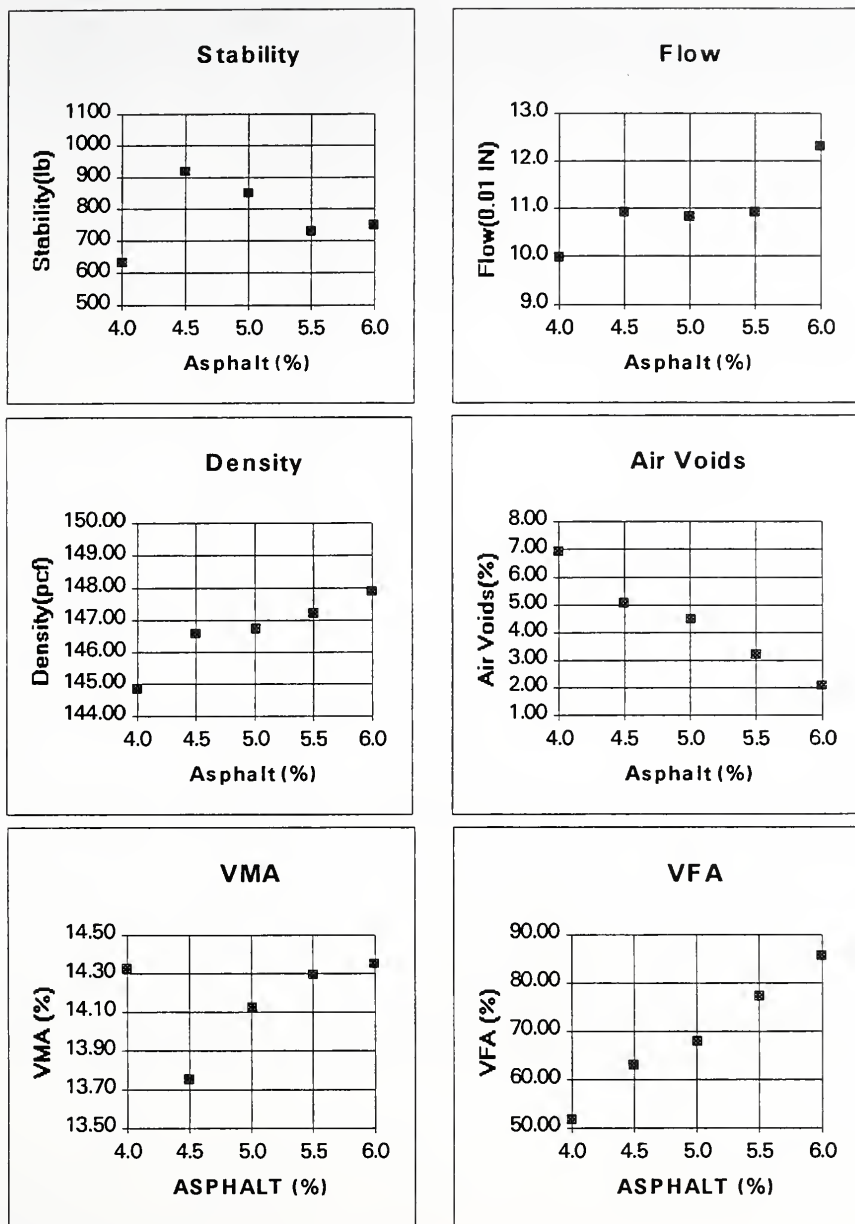 Stability
1100
1000
900
800
700
600
500
Stability(lb)
4.0 4.5 5.0 5.5 6.0
Asphalt (%)
Flow
13.0
12.0
11.0
10.0
9.0
Flow(0.01 IN)
4.0 4.5 5.0 5.5 6.0
Asphalt (%)
Density
150.00
149.00
148.00
147.00
146.00
145.00
144.00
Density(pcf)
4.0 4.5 5.0 5.5 6.0
Asphalt (%)
Air Voids
8.00
7.00
6.00
5.00
4.00
3.00
2.00
1.00
Air Voids(%)
4.0 4.5 5.0 5.5 6.0
Asphalt (%)
VMA
14.50
14.30
14.10
13.90
13.70
13.50
VMA (%)
4.0 4.5 5.0 5.5 6.0
ASPHALT (%)
VFA
90.00
80.00
70.00
60.00
50.00
VFA (%)
4.0 4.5 5.0 5.5 6.0
ASPHALT (%)